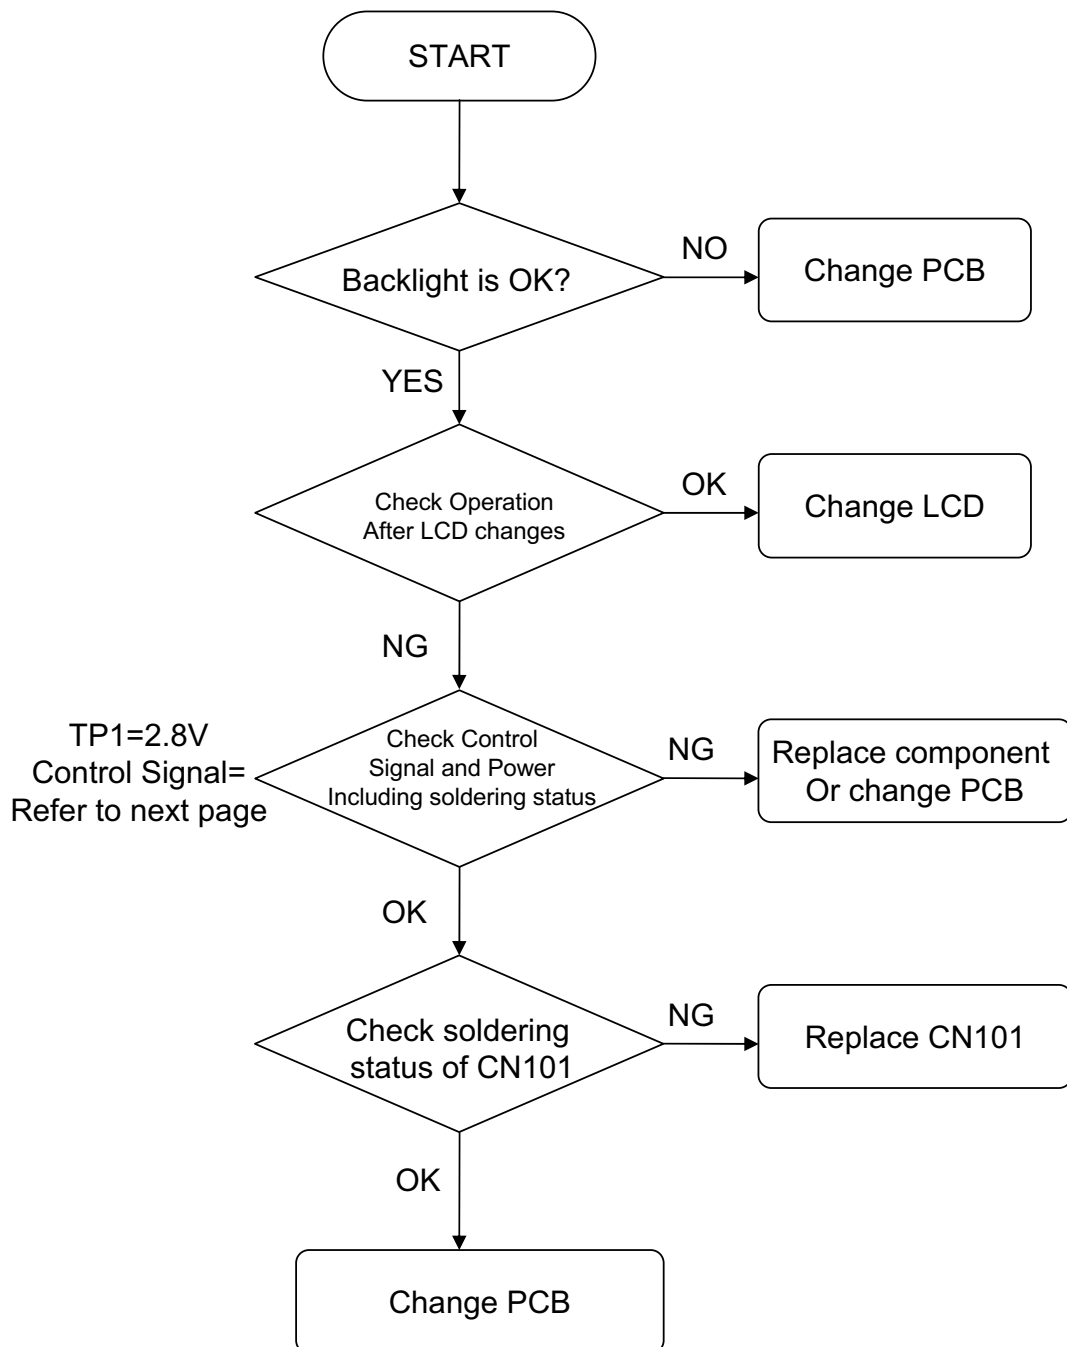 START
Backlight is OK?
NO
Change PCB
YES
Check Operation
After LCD changes
OK
Change LCD
NG
TP1=2.8V
Control Signal=
Refer to next page
Check Control
Signal and Power
Including soldering status
NG
Replace component
Or change PCB
OK
Check soldering
status of CN101
NG
Replace CN101
OK
Change PCB